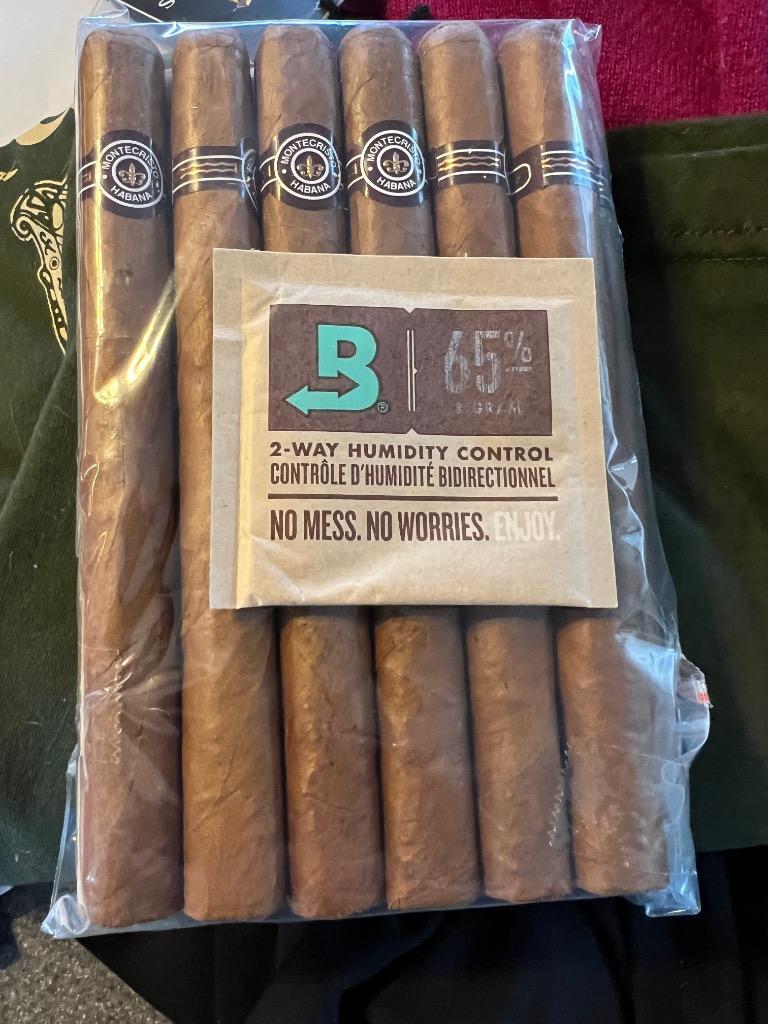 MONTECRISTO
HABANA
MONTECRISTO
HABANA
MONTECRISTO
HABANA
B ®
65%
8 GRAM
2-WAY HUMIDITY CONTROL
CONTRÔLE D'HUMIDITÉ BIDIRECTIONNEL
NO MESS. NO WORRIES. ENJOY.